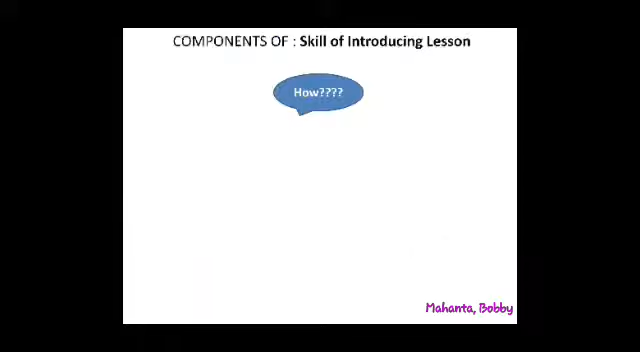 COMPONENTS OF : Skill of Introducing Lesson
How????
Mahanta, Bobby